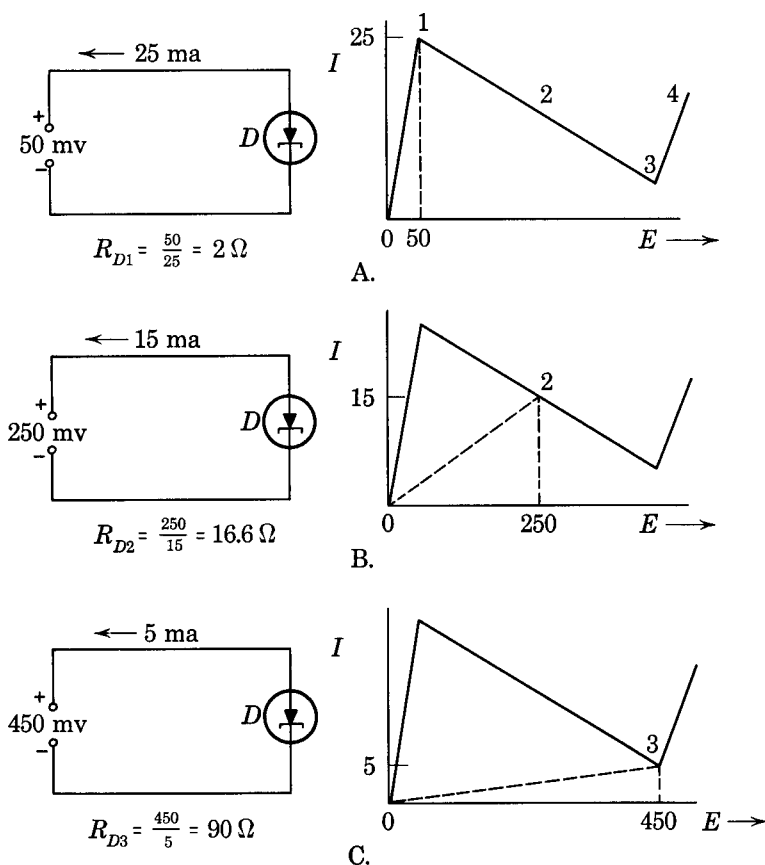 25 ma
+
50 mv
−
D
R_D1 = 50/25 = 2 Ω
I
25
1
2
3
4
0 50
E
A.
15 ma
+
250 mv
−
D
R_D2 = 250/15 = 16.6 Ω
I
15
2
0 250
E
B.
5 ma
+
450 mv
−
D
R_D3 = 450/5 = 90 Ω
I
5
3
0 450
E
C.